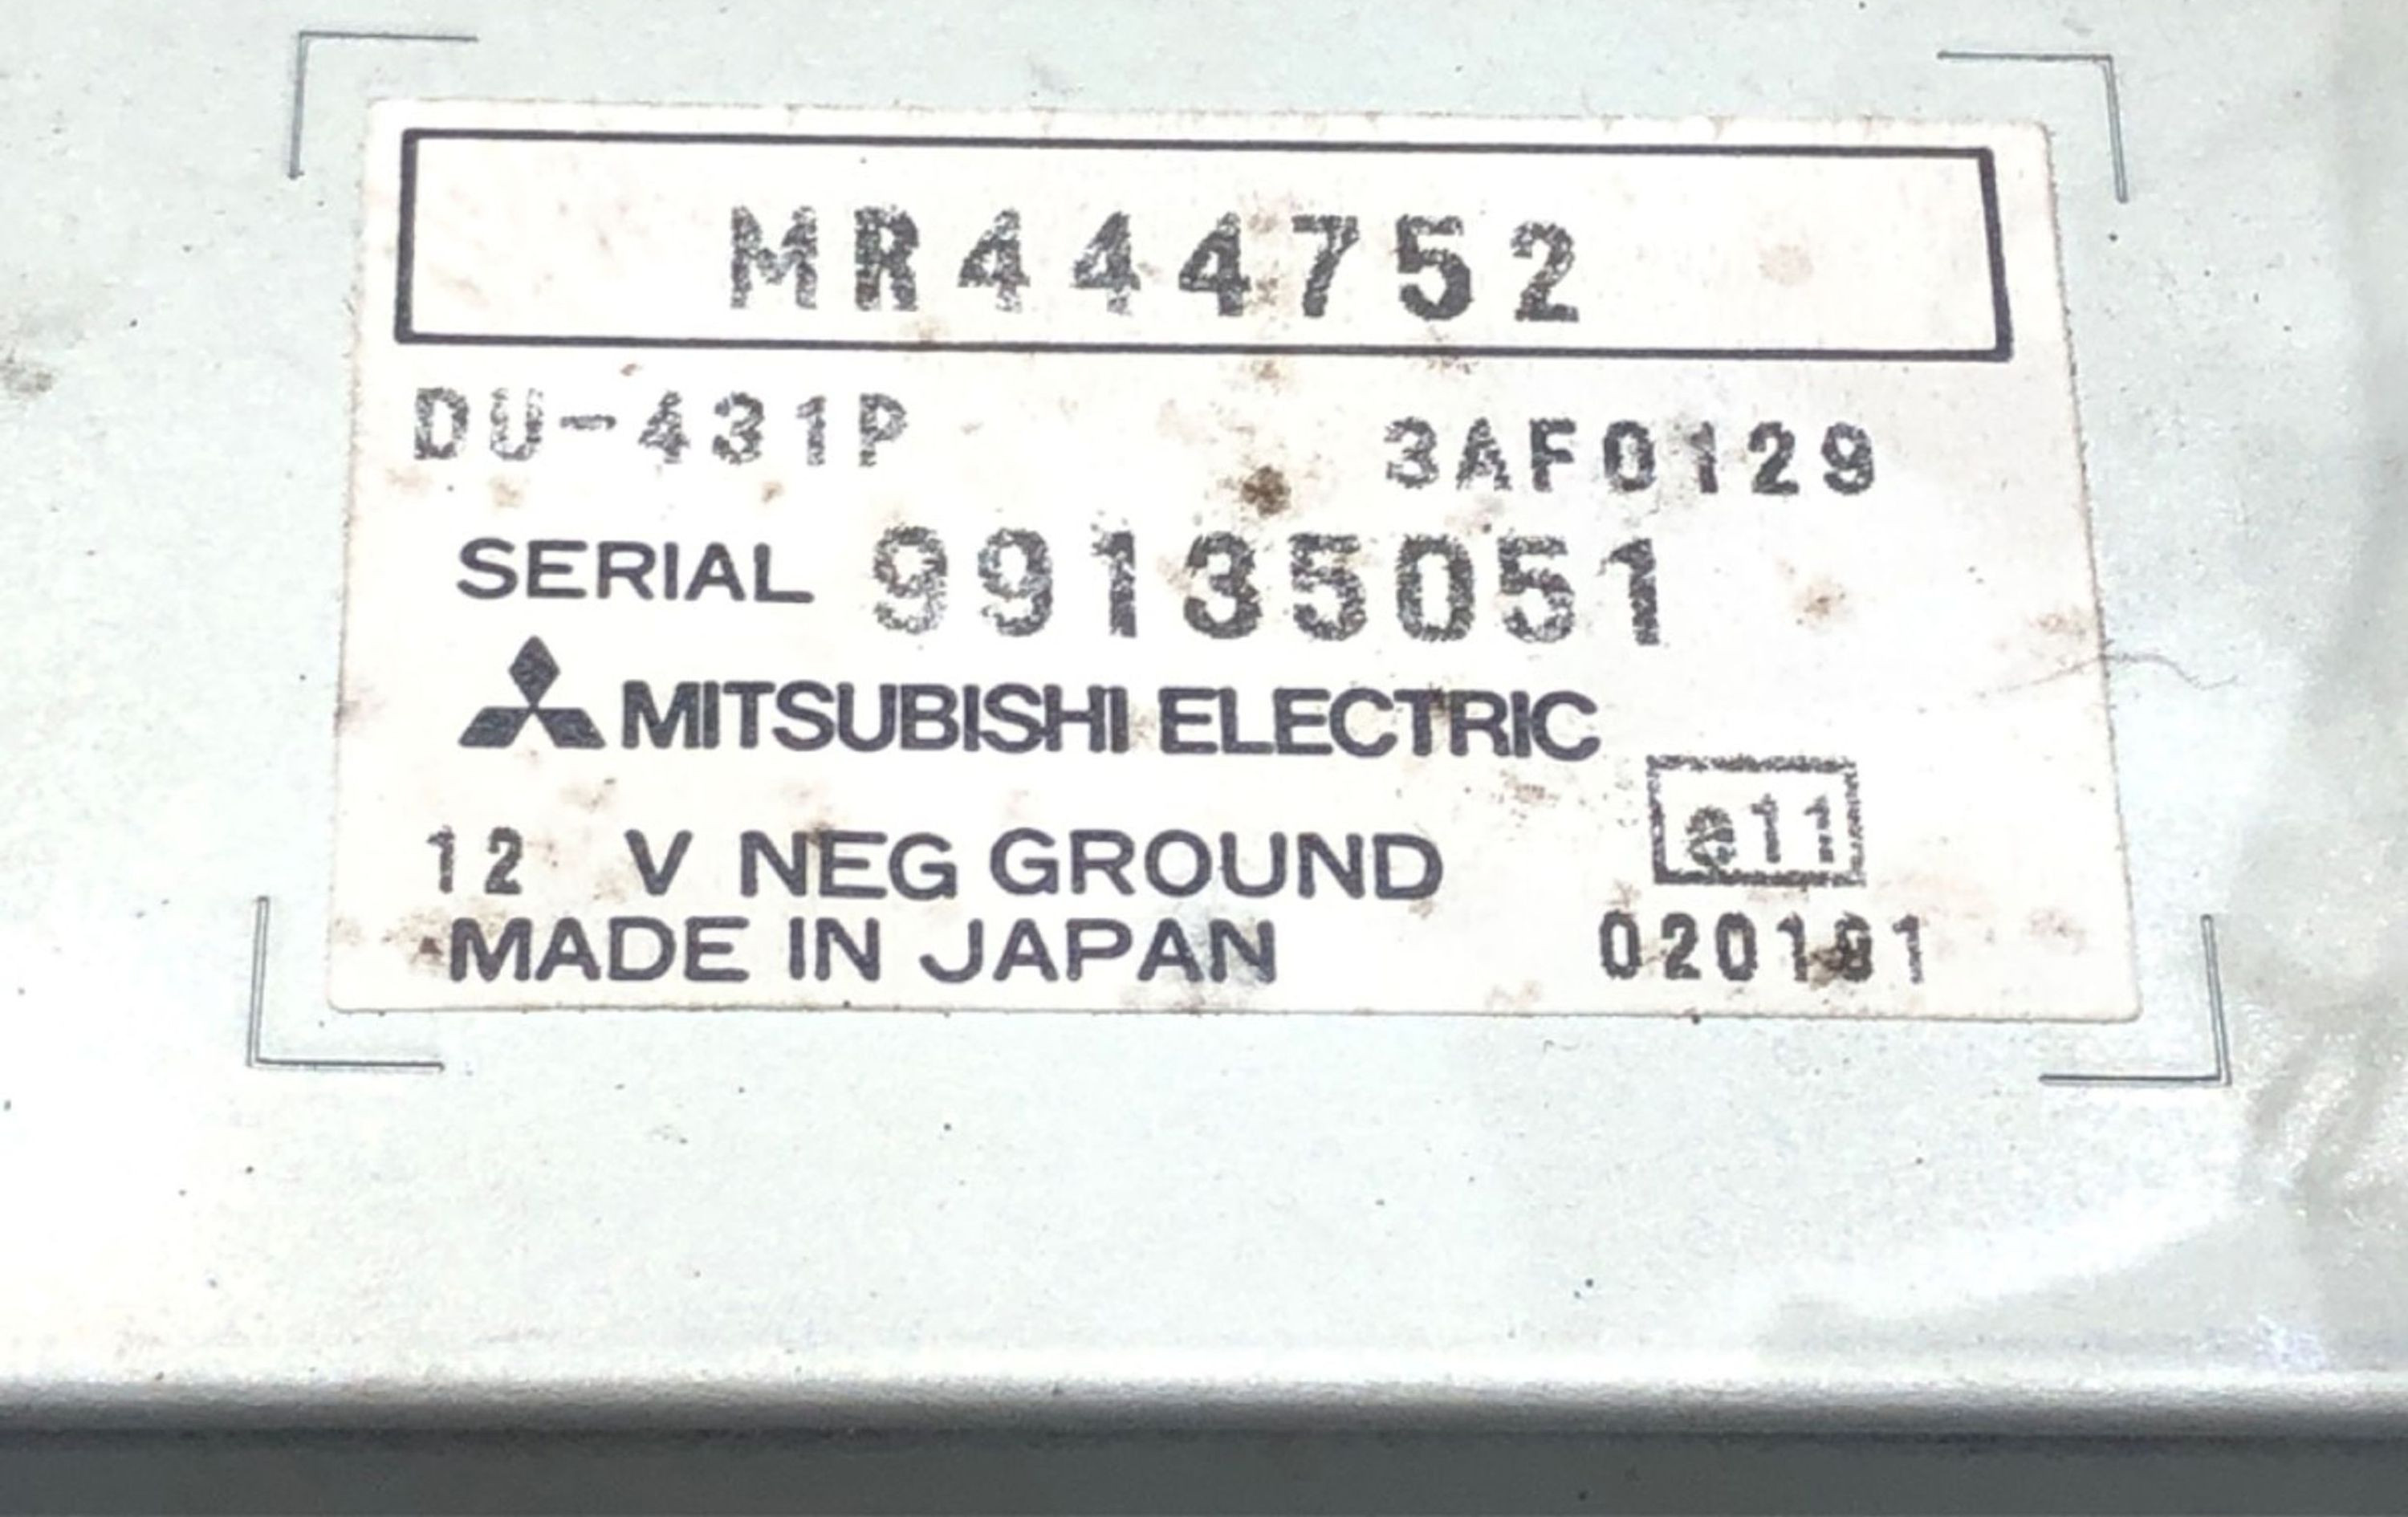 MR444752
DU-431P 3AF0129
SERIAL 99135051
MITSUBISHI ELECTRIC
e11
12 V NEG GROUND
MADE IN JAPAN